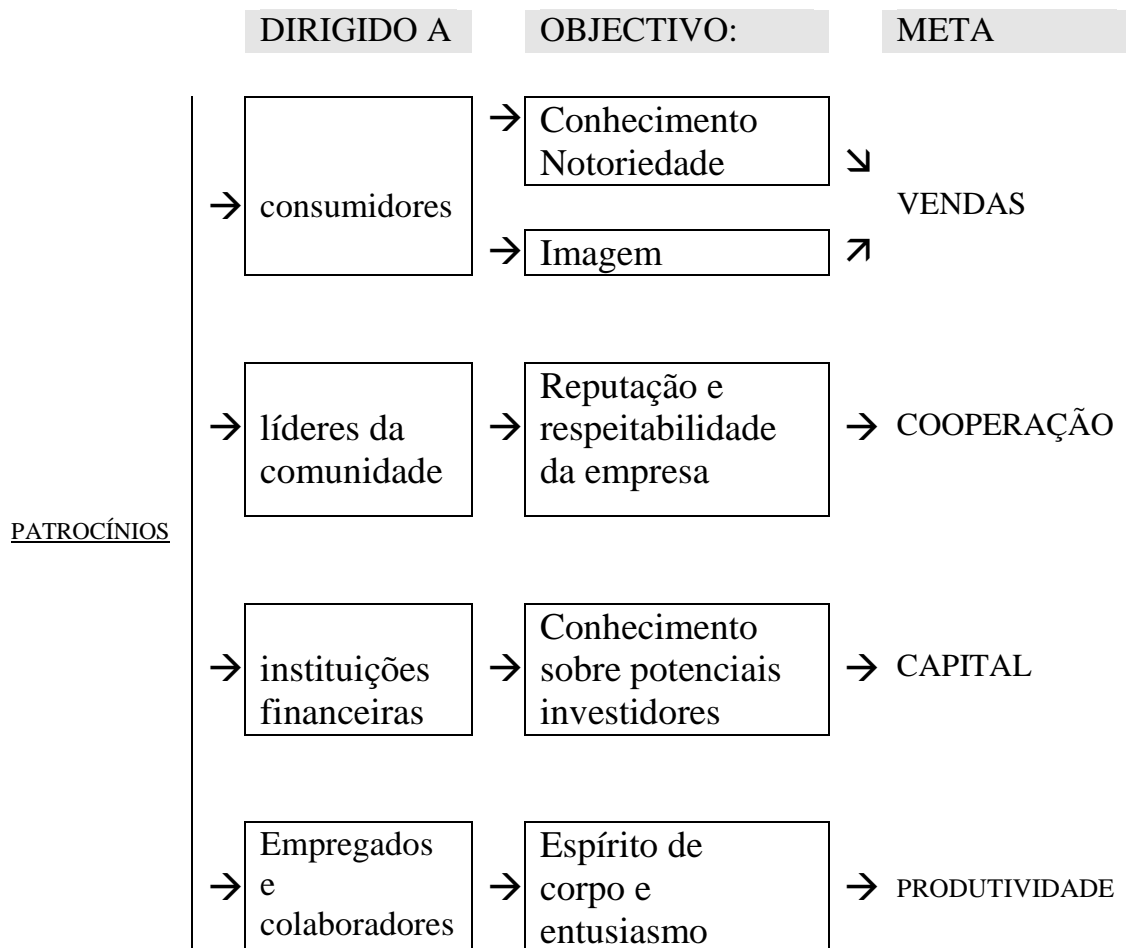 DIRIGIDO A OBJECTIVO: META
→ Conhecimento
Notoriedade ↘
→ consumidores VENDAS
→ Imagem ↗
Reputação e
→ líderes da → respeitabilidade → COOPERAÇÃO
comunidade da empresa
PATROCÍNIOS
Conhecimento
→ instituições → sobre potenciais → CAPITAL
financeiras investidores
Empregados Espírito de
→ e → corpo e → PRODUTIVIDADE
colaboradores entusiasmo